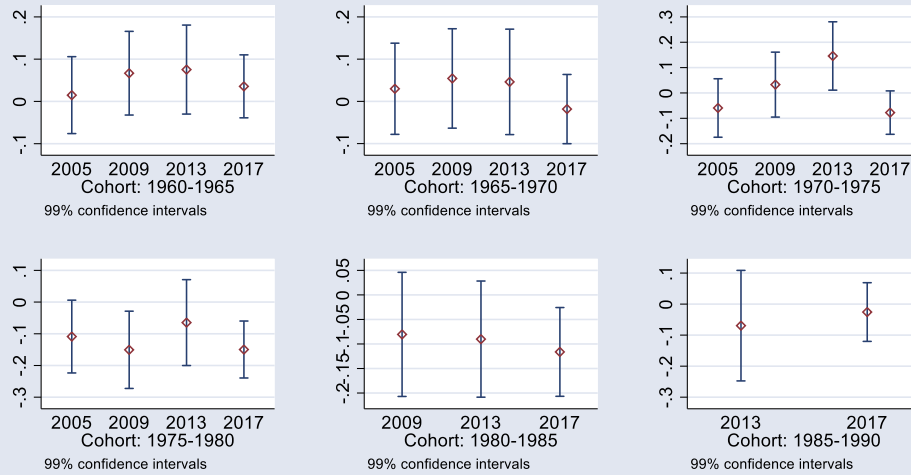 .2
.1
0
-.1
2005 2009 2013 2017
Cohort: 1960-1965
99% confidence intervals
.2
.1
0
-.1
2005 2009 2013 2017
Cohort: 1965-1970
99% confidence intervals
.3
.2
.1
0
-.1
-.2
2005 2009 2013 2017
Cohort: 1970-1975
99% confidence intervals
.1
0
-.1
-.2
-.3
2005 2009 2013 2017
Cohort: 1975-1980
99% confidence intervals
.05
0
-.05
-.1
-.15
-.2
2009 2013 2017
Cohort: 1980-1985
99% confidence intervals
.1
0
-.1
-.2
-.3
2013 2017
Cohort: 1985-1990
99% confidence intervals